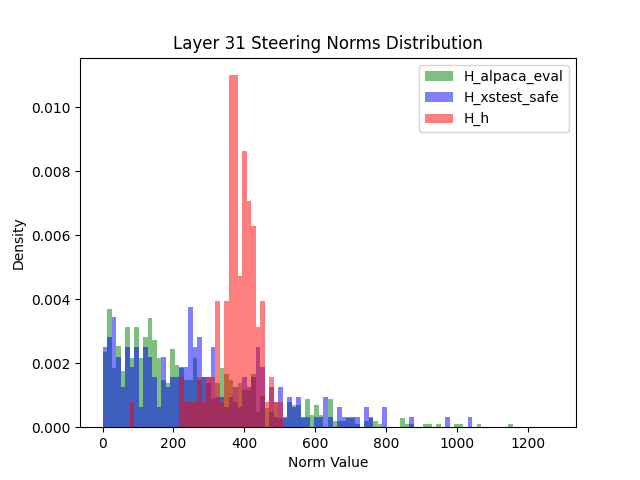 Layer 31 Steering Norms Distribution
H_alpaca_eval
H_xstest_safe
H_h
Density
0.010
0.008
0.006
0.004
0.002
0.000
0
200
400
600
800
1000
1200
Norm Value